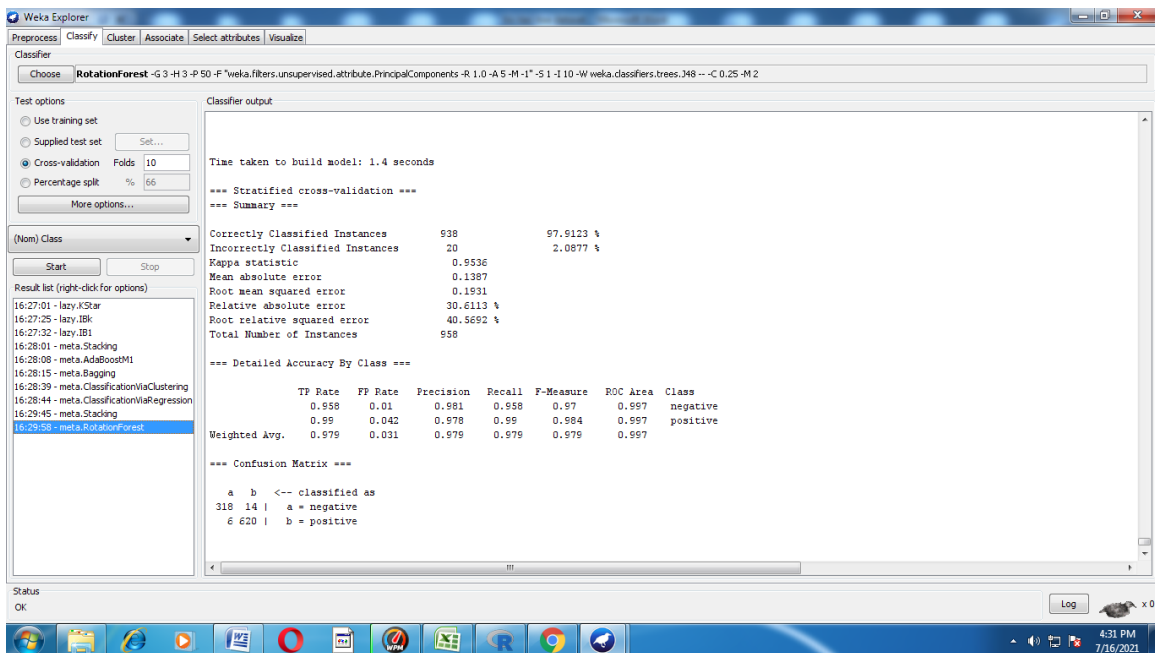 Weka Explorer
Preprocess Classify Cluster Associate Select attributes Visualize
Classifier
Choose RotationForest -G 3 -H 3 -P 50 -F "weka.filters.unsupervised.attribute.PrincipalComponents -R 1.0 -A 5 -M -1" -S 1 -I 10 -W weka.classifiers.trees.J48 -- -C 0.25 -M 2
Test options
Use training set
Supplied test set Set...
Cross-validation Folds 10
Percentage split % 66
More options...
(Nom) Class
Start Stop
Result list (right-click for options)
16:27:01 - lazy.KStar
16:27:25 - lazy.IBk
16:27:32 - lazy.IB1
16:28:01 - meta.Stacking
16:28:08 - meta.AdaBoostM1
16:28:15 - meta.Bagging
16:28:39 - meta.ClassificationViaClustering
16:28:44 - meta.ClassificationViaRegression
16:29:45 - meta.Stacking
16:29:58 - meta.RotationForest
Classifier output
Time taken to build model: 1.4 seconds
=== Stratified cross-validation ===
=== Summary ===
Correctly Classified Instances 938 97.9123 %
Incorrectly Classified Instances 20 2.0877 %
Kappa statistic 0.9536
Mean absolute error 0.1387
Root mean squared error 0.1931
Relative absolute error 30.6113 %
Root relative squared error 40.5692 %
Total Number of Instances 958
=== Detailed Accuracy By Class ===
TP Rate FP Rate Precision Recall F-Measure ROC Area Class
0.958 0.01 0.981 0.958 0.97 0.997 negative
0.99 0.042 0.978 0.99 0.984 0.997 positive
Weighted Avg. 0.979 0.031 0.979 0.979 0.979 0.997
=== Confusion Matrix ===
a b <-- classified as
318 14 | a = negative
6 620 | b = positive
Status
OK
Log
x 0
WPM
4:31 PM
7/16/2021